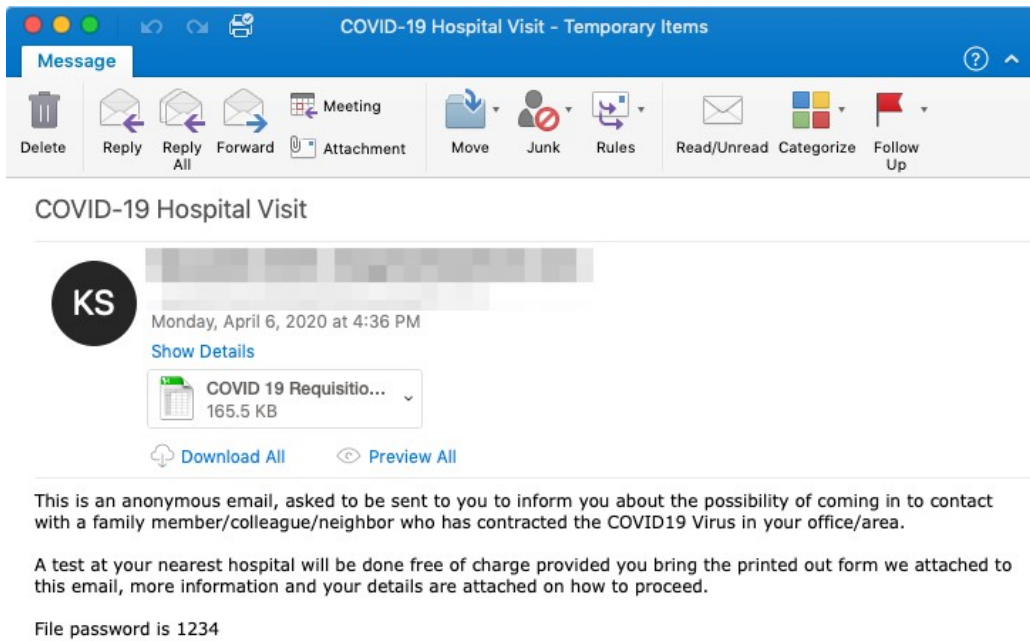 COVID-19 Hospital Visit – Temporary Items
Message
?
Delete
Reply
Reply All
Forward
Meeting
Attachment
Move
Junk
Rules
Read/Unread
Categorize
Follow Up
COVID-19 Hospital Visit
KS
Monday, April 6, 2020 at 4:36 PM
Show Details
COVID 19 Requisitio...
165.5 KB
Download All
Preview All
This is an anonymous email, asked to be sent to you to inform you about the possibility of coming in to contact
with a family member/colleague/neighbor who has contracted the COVID19 Virus in your office/area.
A test at your nearest hospital will be done free of charge provided you bring the printed out form we attached to
this email, more information and your details are attached on how to proceed.
File password is 1234